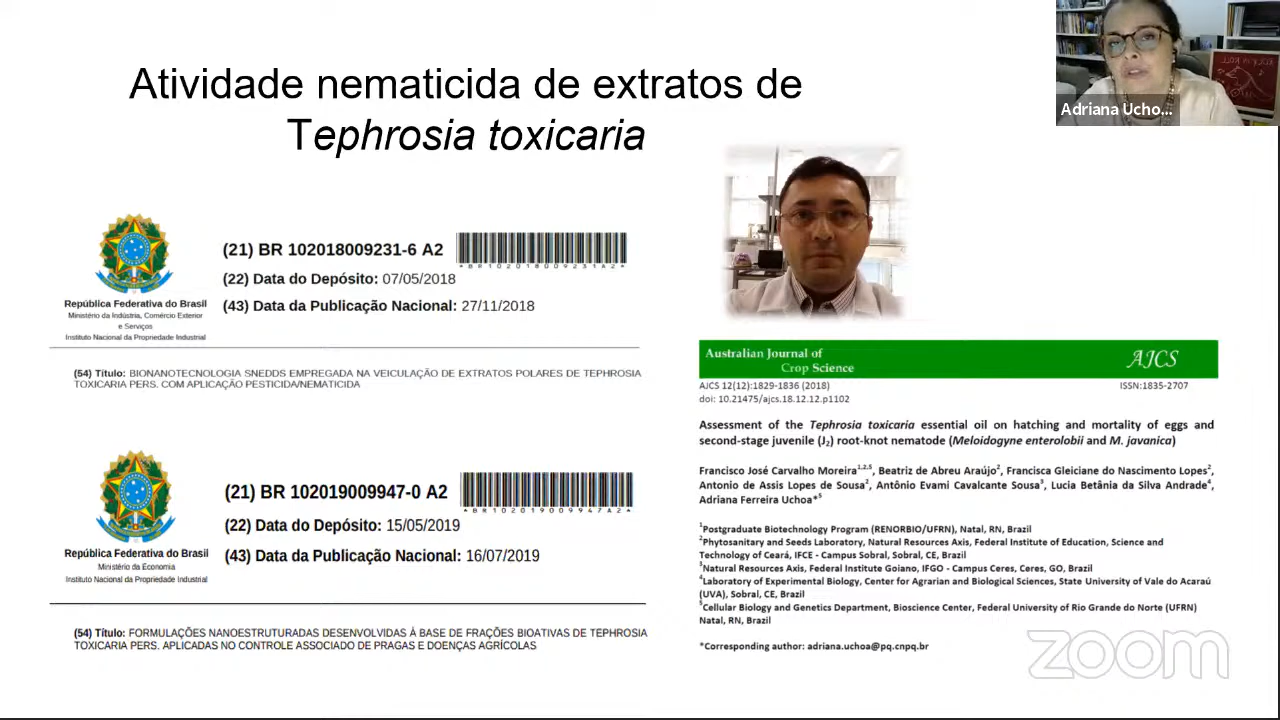 Atividade nematicida de extratos de
Tephrosia toxicaria
Adriana Ucho...
República Federativa do Brasil
Ministério da Indústria, Comércio Exterior
e Serviços
Instituto Nacional da Propriedade Industrial
(21) BR 102018009231-6 A2
*BR102018009231A2*
(22) Data do Depósito: 07/05/2018
(43) Data da Publicação Nacional: 27/11/2018
(54) Título: BIONANOTECNOLOGIA SNEDDS EMPREGADA NA VEICULAÇÃO DE EXTRATOS POLARES DE TEPHROSIA
TOXICARIA PERS. COM APLICAÇÃO PESTICIDA/NEMATICIDA
República Federativa do Brasil
Ministério da Economia
Instituto Nacional da Propriedade Industrial
(21) BR 102019009947-0 A2
*BR102019009947A2*
(22) Data do Depósito: 15/05/2019
(43) Data da Publicação Nacional: 16/07/2019
(54) Título: FORMULAÇÕES NANOESTRUTURADAS DESENVOLVIDAS À BASE DE FRAÇÕES BIOATIVAS DE TEPHROSIA
TOXICARIA PERS. APLICADAS NO CONTROLE ASSOCIADO DE PRAGAS E DOENÇAS AGRÍCOLAS
Australian Journal of
Crop Science
AJCS
AJCS 12(12):1829-1836 (2018)
ISSN:1835-2707
doi: 10.21475/ajcs.18.12.12.p1102
Assessment of the Tephrosia toxicaria essential oil on hatching and mortality of eggs and
second-stage juvenile (J2) root-knot nematode (Meloidogyne enterolobii and M. javanica)
Francisco José Carvalho Moreira1,2,5, Beatriz de Abreu Araújo2, Francisca Gleiciane do Nascimento Lopes2,
Antonio de Assis Lopes de Sousa2, Antônio Evami Cavalcante Sousa3, Lucia Betânia da Silva Andrade4,
Adriana Ferreira Uchoa*5
1Postgraduate Biotechnology Program (RENORBIO/UFRN), Natal, RN, Brazil
2Phytosanitary and Seeds Laboratory, Natural Resources Axis, Federal Institute of Education, Science and
Technology of Ceará, IFCE - Campus Sobral, Sobral, CE, Brazil
3Natural Resources Axis, Federal Institute Goiano, IFGO - Campus Ceres, Ceres, GO, Brazil
4Laboratory of Experimental Biology, Center for Agrarian and Biological Sciences, State University of Vale do Acaraú
(UVA), Sobral, CE, Brazil
5Cellular Biology and Genetics Department, Bioscience Center, Federal University of Rio Grande do Norte (UFRN)
Natal, RN, Brazil
*Corresponding author: adriana.uchoa@pq.cnpq.br
zoom